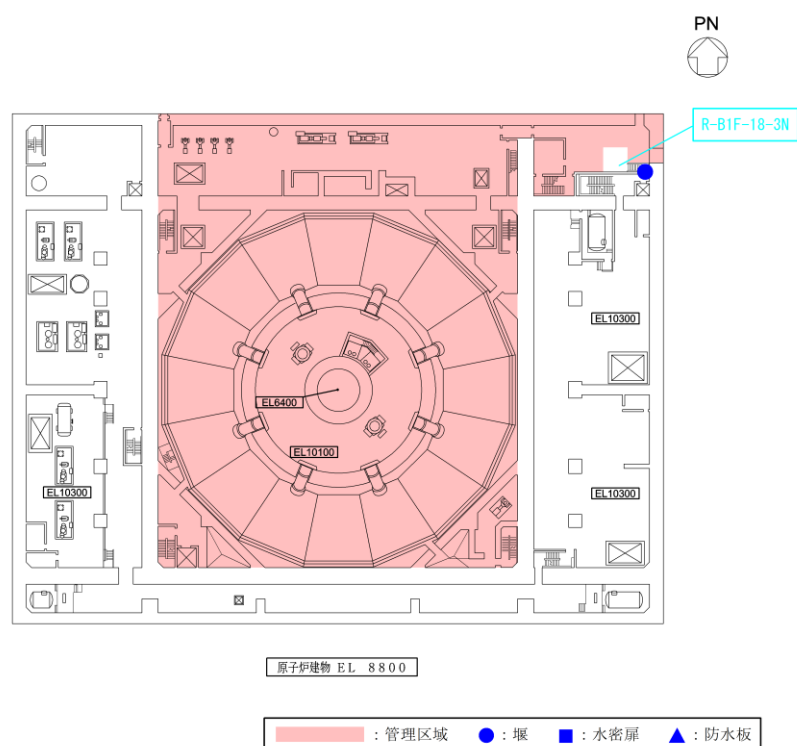 PN
R-B1F-18-3N
EL10300
EL6400
EL10100
EL10300
EL10300
原子炉建物 EL 8800
：管理区域 ：堰 ：水密扉 ：防水板